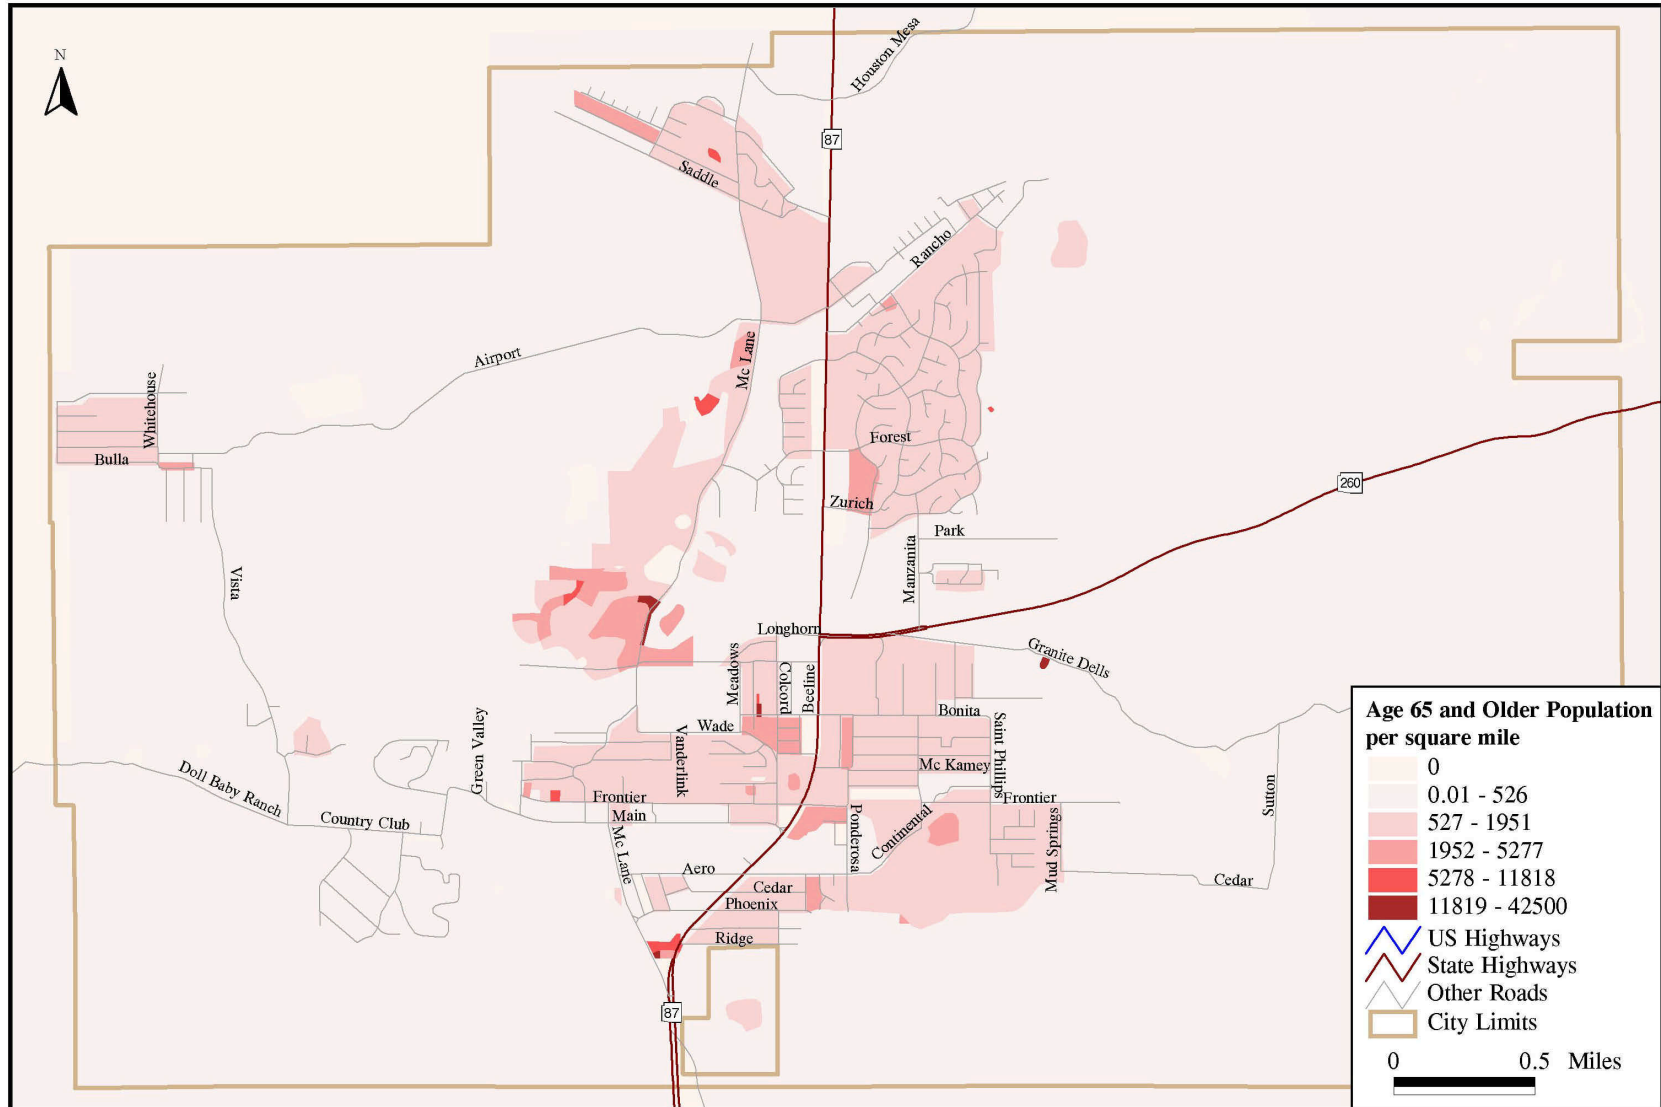 N
Houston Mesa
87
Saddle
Rancho
Mc Lane
Airport
Whitehouse
Bulla
Forest
260
Zurich
Park
Manzanita
Vista
Longhorn
Granite Dells
Meadows
Colcord
Beeline
Bonita
Green Valley
Wade
Vanderlink
Saint Phillips
Mc Kamey
Doll Baby Ranch
Country Club
Frontier
Main
Frontier
Sutton
Mc Lane
Ponderosa
Continental
Mud Springs
Aero
Cedar
Cedar
Phoenix
Ridge
87
Age 65 and Older Population
per square mile
0
0.01 - 526
527 - 1951
1952 - 5277
5278 - 11818
11819 - 42500
US Highways
State Highways
Other Roads
City Limits
0 0.5 Miles